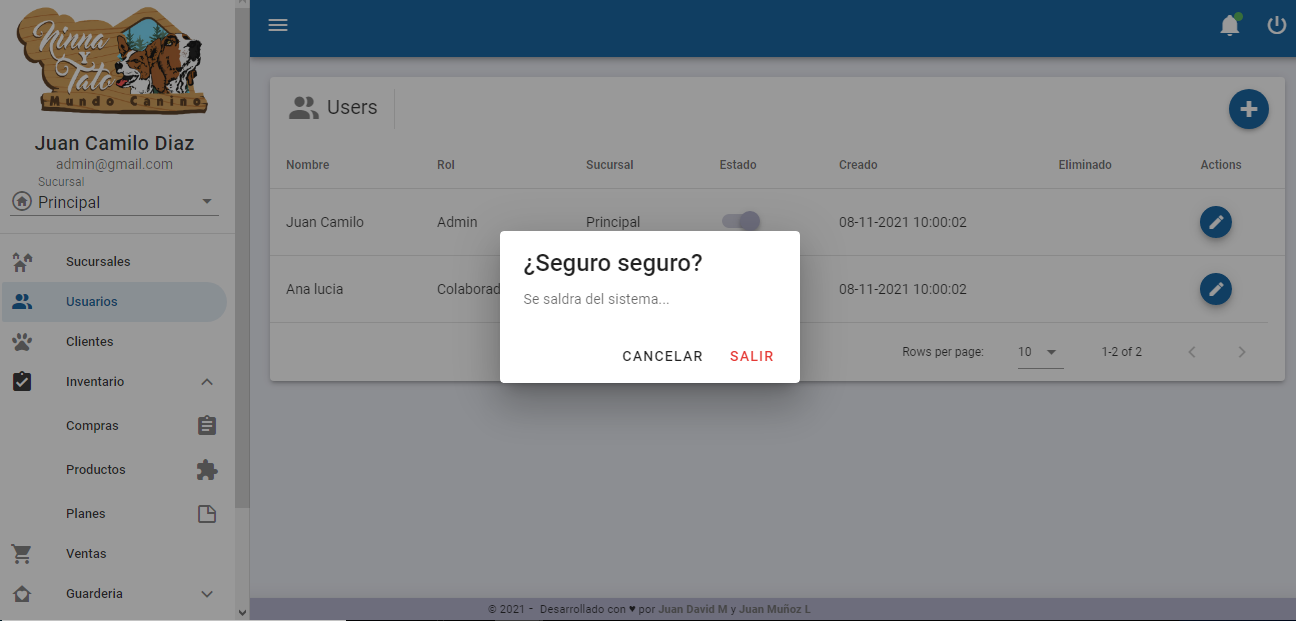 Ninna
Y
Tato
Mundo Canino
Juan Camilo Diaz
admin@gmail.com
Sucursal
Principal
Sucursales
Usuarios
Clientes
Inventario
Compras
Productos
Planes
Ventas
Guarderia
Users
Nombre Rol Sucursal Estado Creado Eliminado Actions
Juan Camilo Admin Principal 08-11-2021 10:00:02
Ana lucia Colaborad 08-11-2021 10:00:02
Rows per page: 10 1-2 of 2
¿Seguro seguro?
Se saldra del sistema...
CANCELAR SALIR
© 2021 - Desarrollado con ♥ por Juan David M y Juan Muñoz L